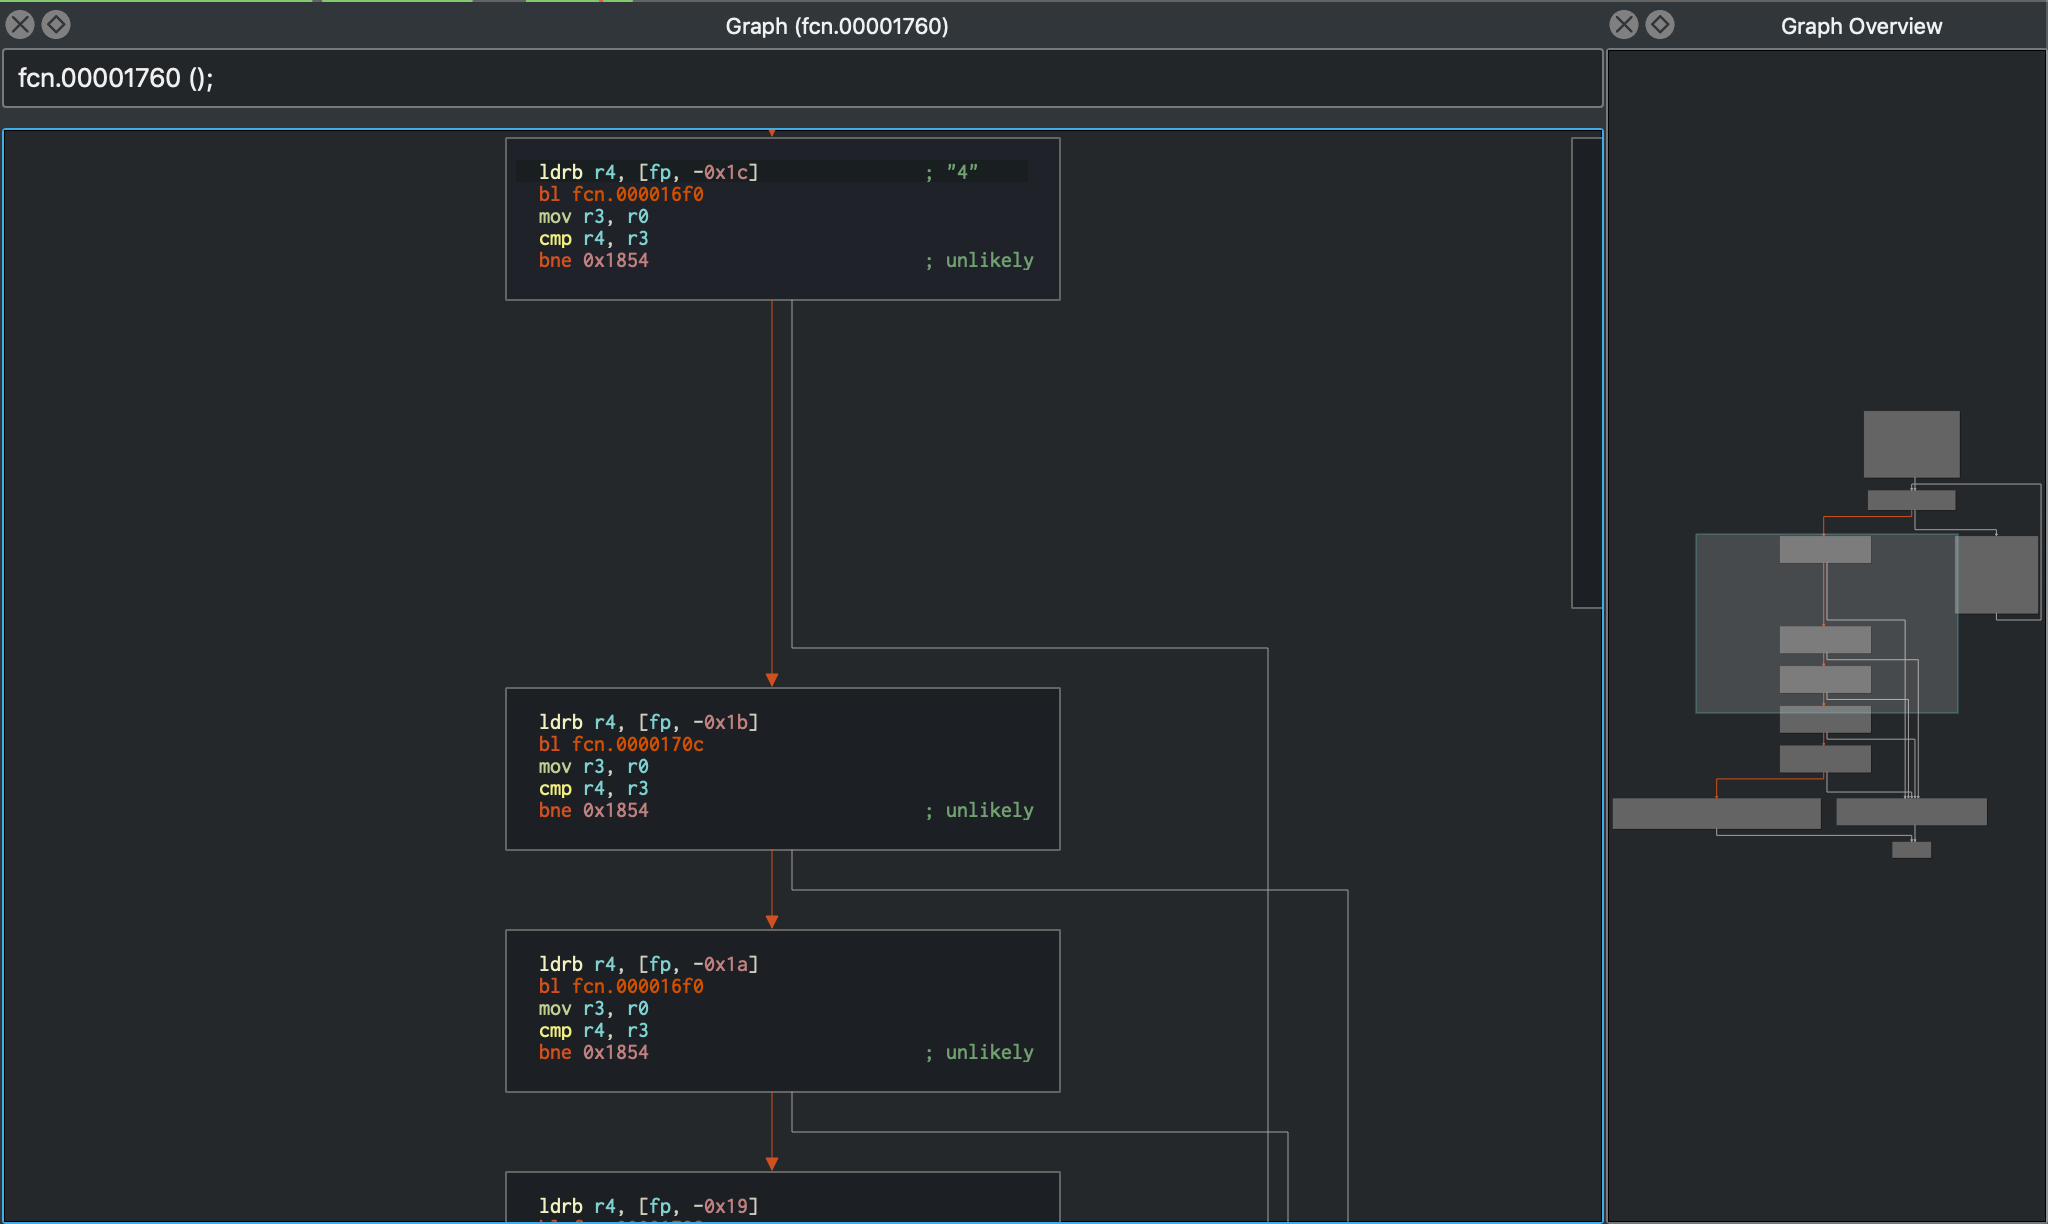 Graph (fcn.00001760)
Graph Overview
fcn.00001760 ();
ldrb r4, [fp, -0x1c] ; "4"
bl fcn.000016f0
mov r3, r0
cmp r4, r3
bne 0x1854 ; unlikely
ldrb r4, [fp, -0x1b]
bl fcn.0000170c
mov r3, r0
cmp r4, r3
bne 0x1854 ; unlikely
ldrb r4, [fp, -0x1a]
bl fcn.000016f0
mov r3, r0
cmp r4, r3
bne 0x1854 ; unlikely
ldrb r4, [fp, -0x19]